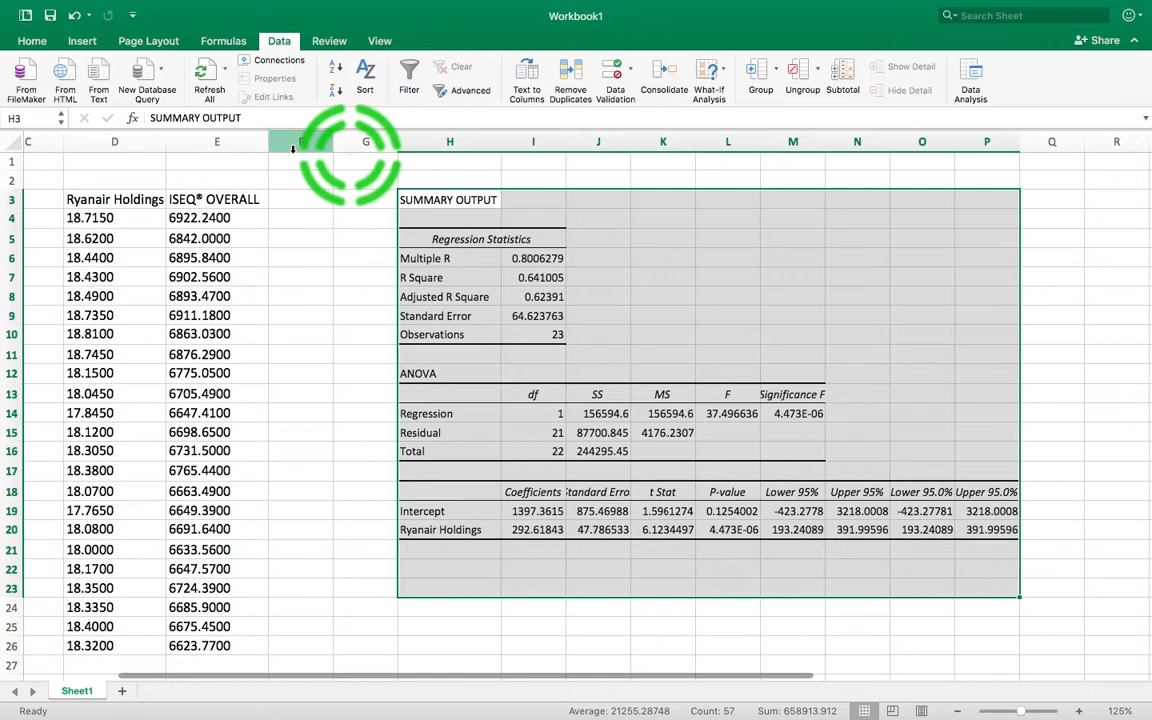 Workbook1
Search Sheet
Home Insert Page Layout Formulas Data Review View
Share
From FileMaker
From HTML
From Text
New Database Query
Refresh All
Connections
Properties
Edit Links
Sort
Filter
Clear
Advanced
Text to Columns
Remove Duplicates
Data Validation
Consolidate
What-If Analysis
Group
Ungroup
Subtotal
Show Detail
Hide Detail
Data Analysis
H3 fx SUMMARY OUTPUT
C D E G H I J K L M N O P Q R
1
2
3 Ryanair Holdings ISEQ® OVERALL SUMMARY OUTPUT
4 18.7150 6922.2400
5 18.6200 6842.0000 Regression Statistics
6 18.4400 6895.8400 Multiple R 0.8006279
7 18.4300 6902.5600 R Square 0.641005
8 18.4900 6893.4700 Adjusted R Square 0.62391
9 18.7350 6911.1800 Standard Error 64.623763
10 18.8100 6863.0300 Observations 23
11 18.7450 6876.2900
12 18.1500 6775.0500 ANOVA
13 18.0450 6705.4900 df SS MS F Significance F
14 17.8450 6647.4100 Regression 1 156594.6 156594.6 37.496636 4.473E-06
15 18.1200 6698.6500 Residual 21 87700.845 4176.2307
16 18.3050 6731.5000 Total 22 244295.45
17 18.3800 6765.4400
18 18.0700 6663.4900 Coefficients Standard Erro t Stat P-value Lower 95% Upper 95% Lower 95.0% Upper 95.0%
19 17.7650 6649.3900 Intercept 1397.3615 875.46988 1.5961274 0.1254002 -423.2778 3218.0008 -423.27781 3218.0008
20 18.0800 6691.6400 Ryanair Holdings 292.61843 47.786533 6.1234497 4.473E-06 193.24089 391.99596 193.24089 391.99596
21 18.0000 6633.5600
22 18.1700 6647.5700
23 18.3500 6724.3900
24 18.3350 6685.9000
25 18.4000 6675.4500
26 18.3200 6623.7700
27
Sheet1
Ready Average: 21255.28748 Count: 57 Sum: 658913.912 125%